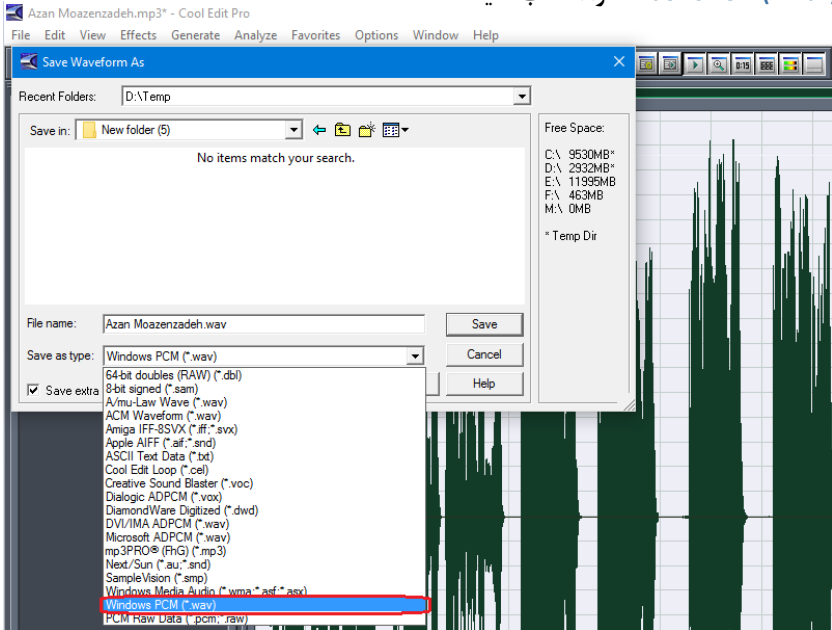 Azan Moazenzadeh.mp3* - Cool Edit Pro
File Edit View Effects Generate Analyze Favorites Options Window Help
Save Waveform As
Recent Folders: D:\Temp
Save in: New folder (5)
No items match your search.
Free Space:
C:\ 9530MB*
D:\ 2932MB*
E:\ 11995MB
F:\ 463MB
M:\ 0MB
* Temp Dir
File name: Azan Moazenzadeh.wav
Save
Save as type: Windows PCM (*.wav)
Cancel
Save extra
Help
64-bit doubles (RAW) (*.dbl)
8-bit signed (*.sam)
A/mu-Law Wave (*.wav)
ACM Waveform (*.wav)
Amiga IFF-8SVX (*.iff;*.svx)
Apple AIFF (*.aif;*.snd)
ASCII Text Data (*.txt)
Cool Edit Loop (*.cel)
Creative Sound Blaster (*.voc)
Dialogic ADPCM (*.vox)
DiamondWare Digitized (*.dwd)
DVI/IMA ADPCM (*.wav)
Microsoft ADPCM (*.wav)
mp3PRO® (FhG) (*.mp3)
Next/Sun (*.au;*.snd)
SampleVision (*.smp)
Windows Media Audio (*.wma;*.asf;*.asx)
Windows PCM (*.wav)
PCM Raw Data (*.pcm;*.raw)